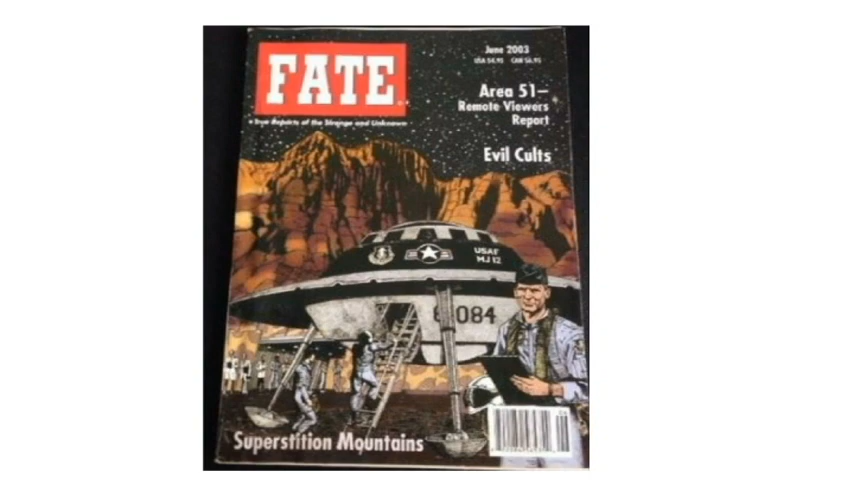 FATE
True Reports of the Strange and Unknown
June 2003
USA $4.95 CAN $6.95
Area 51—
Remote Viewers
Report
Evil Cults
USAF
MJ 12
084
Superstition Mountains